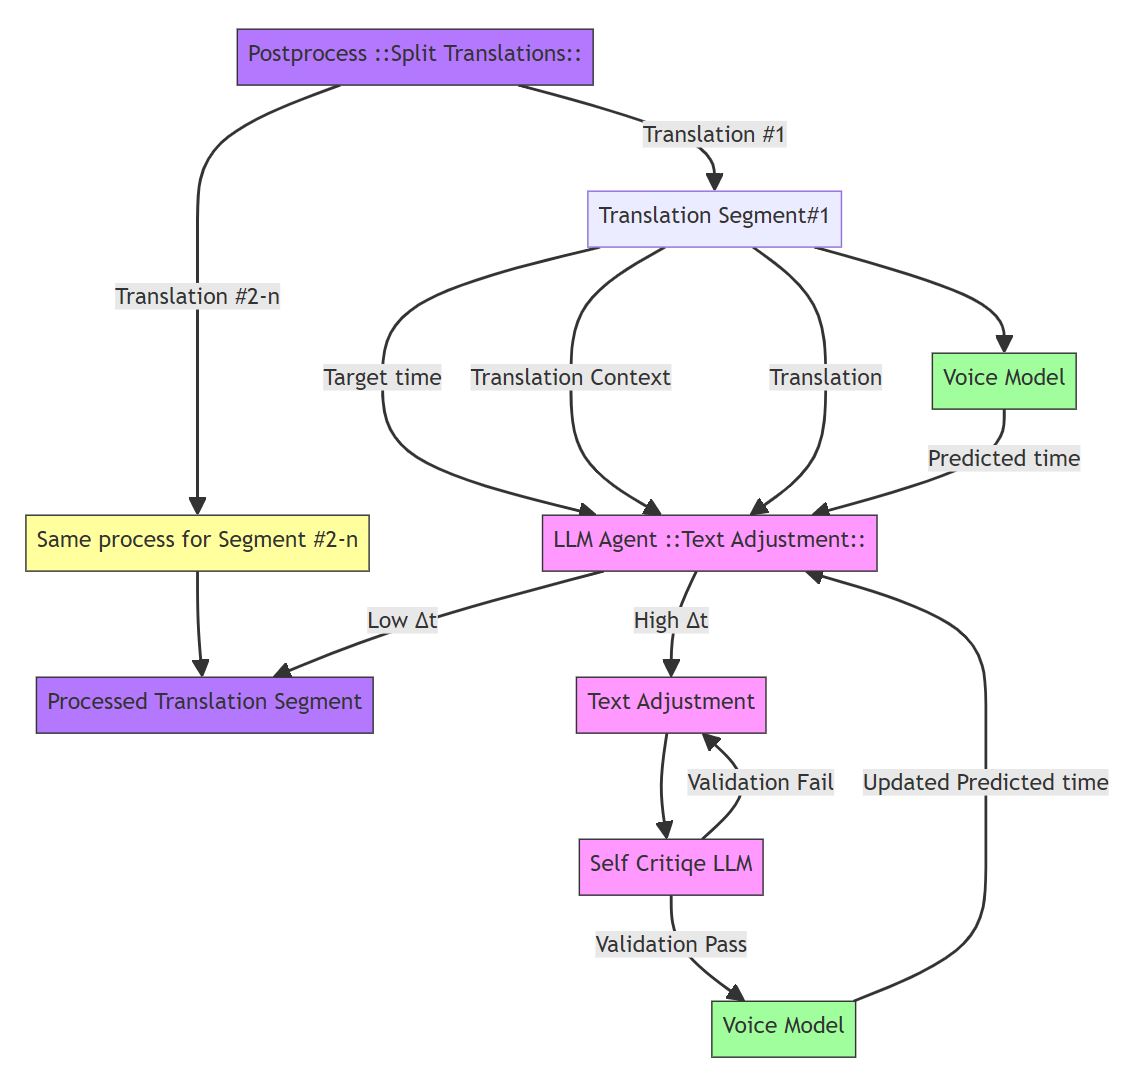 Postprocess ::Split Translations::
Translation #1
Translation Segment#1
Translation #2-n
Target time
Translation Context
Translation
Voice Model
Predicted time
Same process for Segment #2-n
LLM Agent ::Text Adjustment::
Low Δt
High Δt
Processed Translation Segment
Text Adjustment
Validation Fail
Updated Predicted time
Self Critiqe LLM
Validation Pass
Voice Model